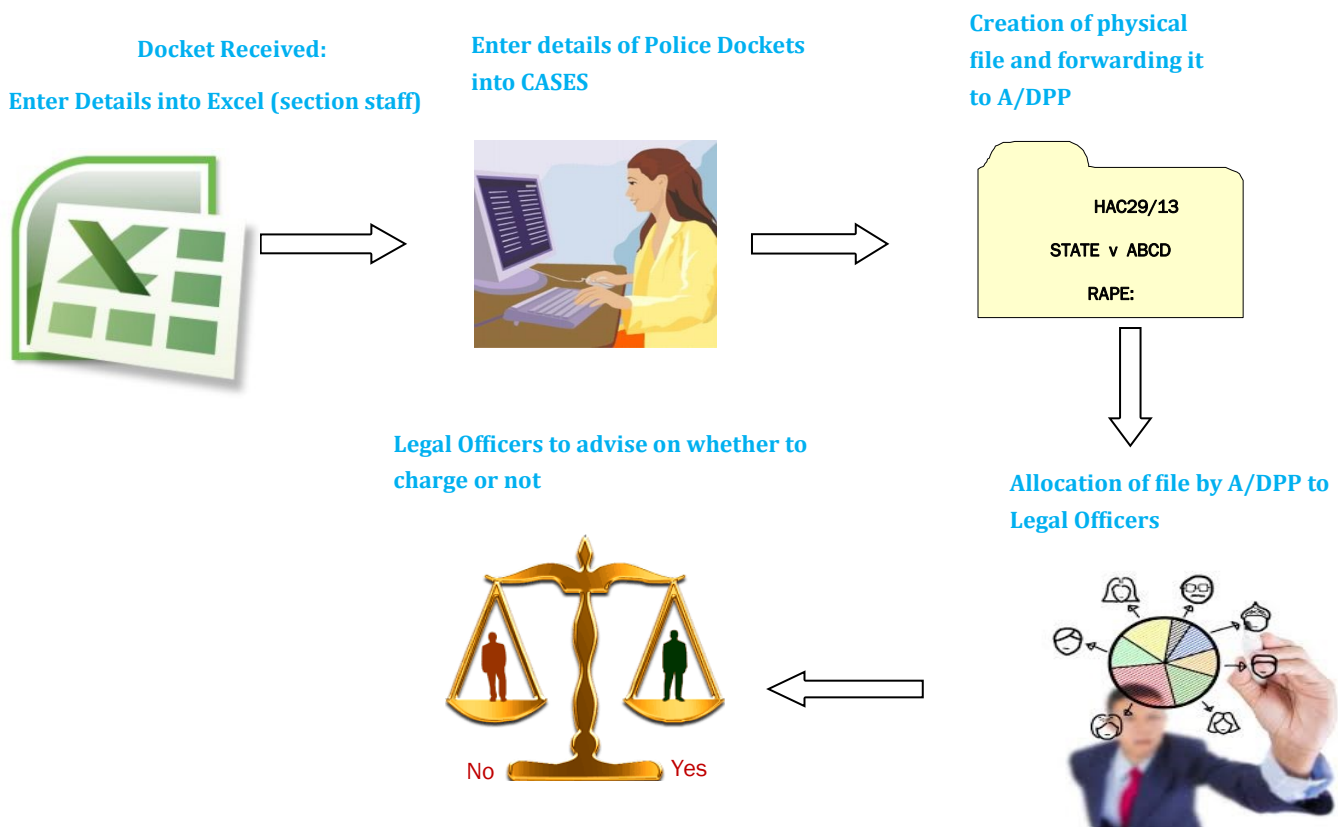 Docket Received:
Enter Details into Excel (section staff)
Enter details of Police Dockets
into CASES
Creation of physical
file and forwarding it
to A/DPP
HAC29/13
STATE v ABCD
RAPE:
Allocation of file by A/DPP to
Legal Officers
Legal Officers to advise on whether to
charge or not
No
Yes